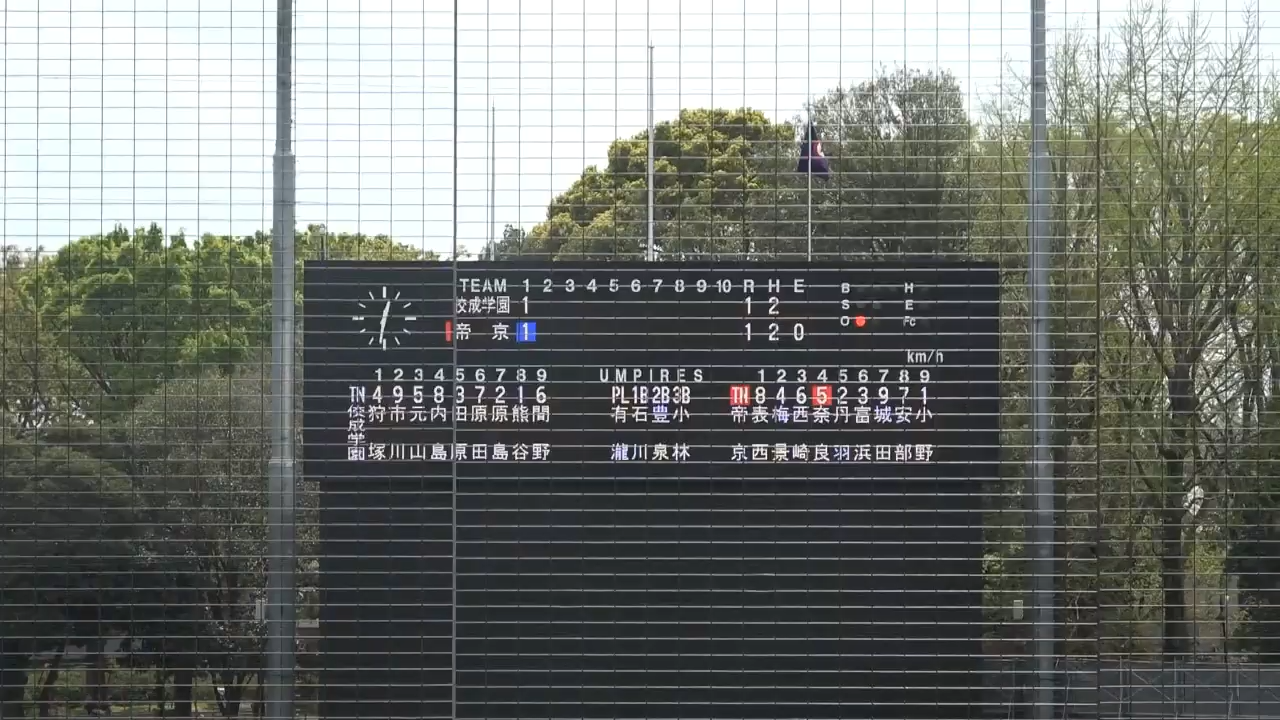 TEAM 1 2 3 4 5 6 7 8 9 10 R H E
佼成学園 1 1 2
帝京 1 1 2 0
B H
S E
O Fc
km/h
1 2 3 4 5 6 7 8 9 UMPIRES 1 2 3 4 5 6 7 8 9
TN 4 9 5 8 3 7 2 1 6 PL 1B 2B 3B TN 8 4 6 5 2 3 9 7 1
佼成学園 狩塚 市川 元山 内島 田原 原田 原島 熊谷 間野 有瀧 石川 豊泉 小林 帝京 表西 梅景 西崎 奈良 丹羽 富浜 城田 安部 小野